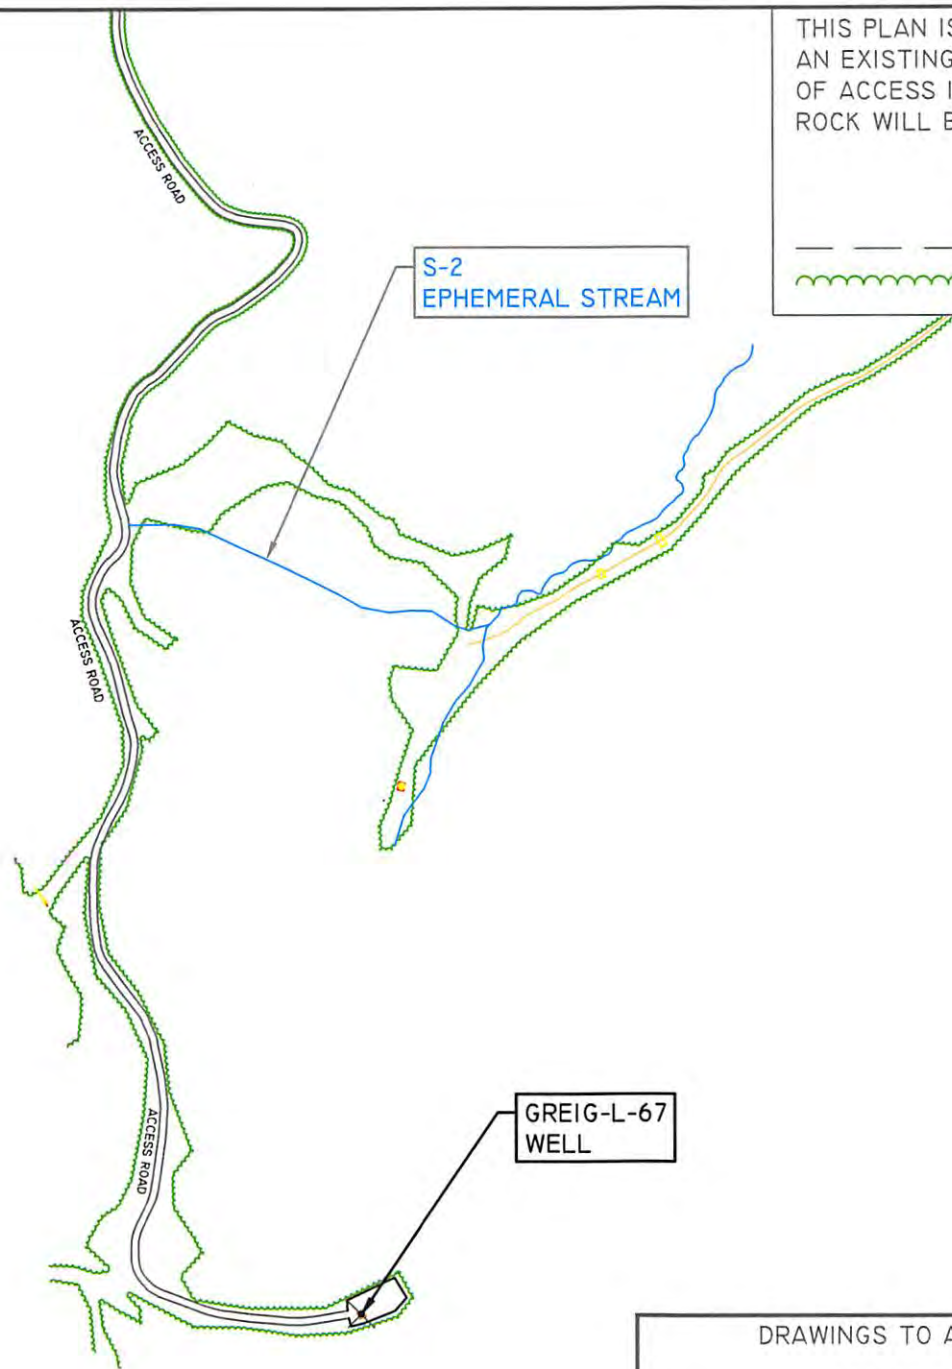 THIS PLAN IS
AN EXISTING
OF ACCESS
ROCK WILL
ACCESS ROAD
S-2
EPHEMERAL STREAM
ACCESS ROAD
GREIG-L-67
WELL
ACCESS ROAD
DRAWINGS TO